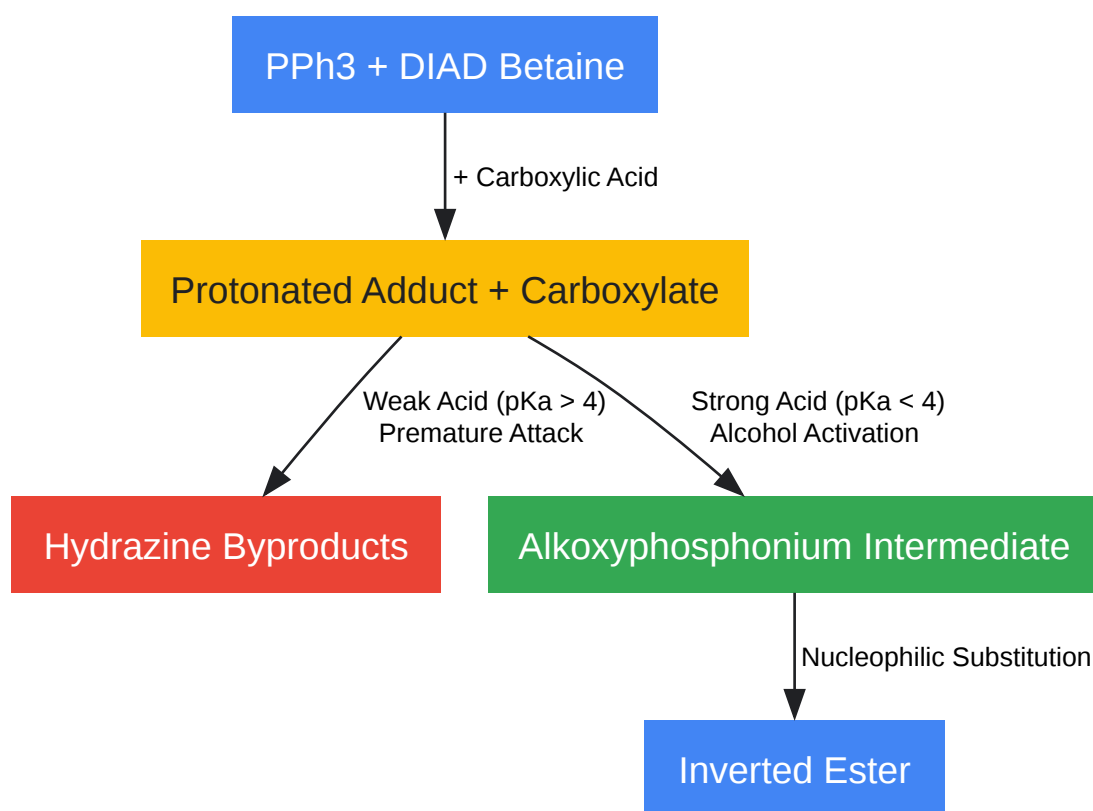 PPh3 + DIAD Betaine
+ Carboxylic Acid
Protonated Adduct + Carboxylate
Weak Acid (pKa > 4)
Premature Attack
Strong Acid (pKa < 4)
Alcohol Activation
Hydrazine Byproducts
Alkoxyphosphonium Intermediate
Nucleophilic Substitution
Inverted Ester